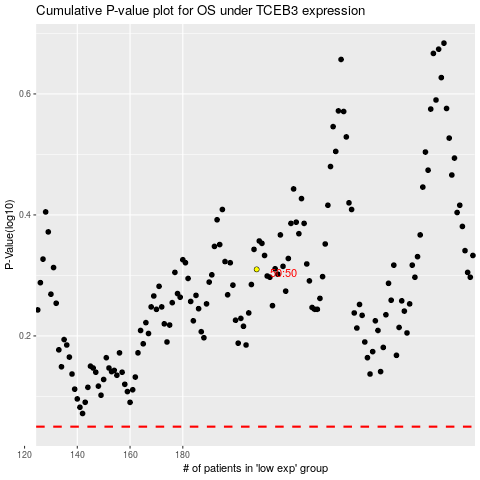 Cumulative P-value plot for OS under TCEB3 expression
P-Value(log10)
0.6
0.4
0.2
50:50
120 140 160 180
# of patients in 'low exp' group